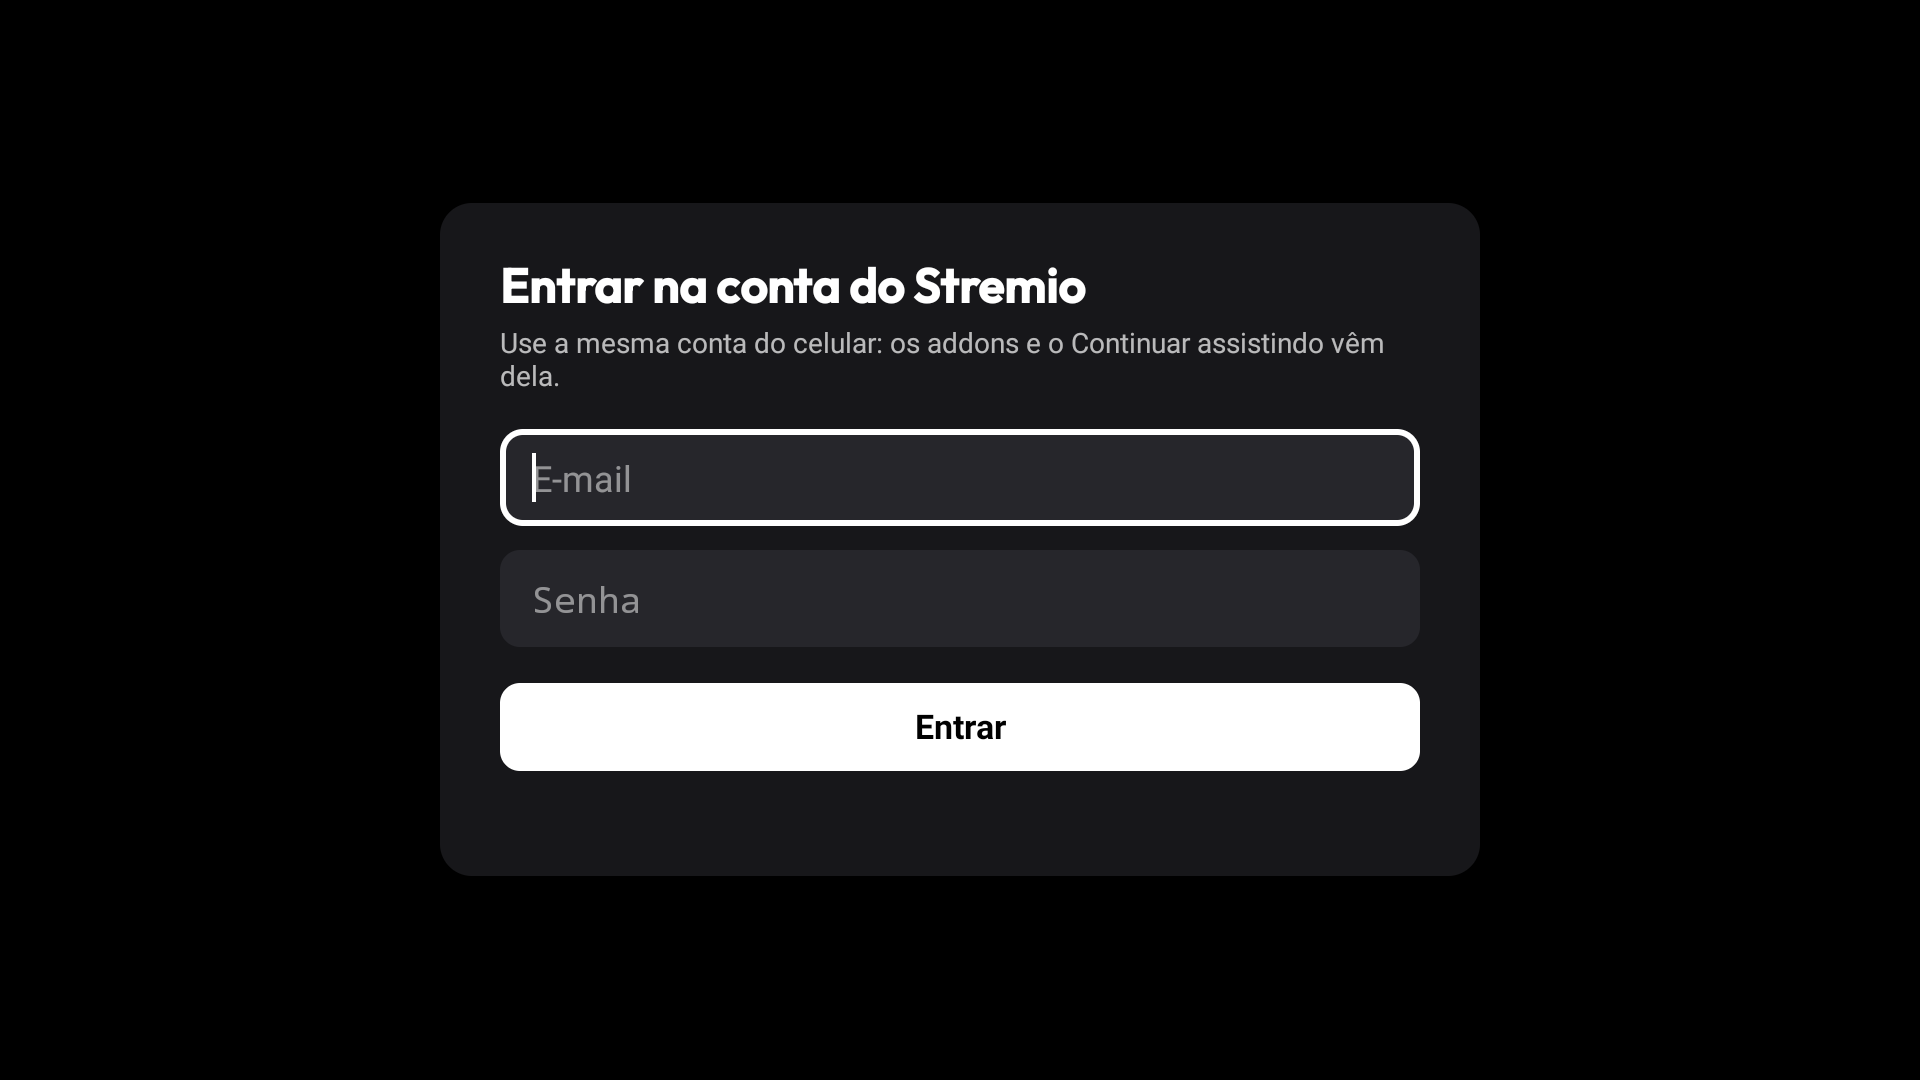 Entrar na conta do Stremio
Use a mesma conta do celular: os addons e o Continuar assistindo vêm
dela.
E-mail
Senha
Entrar